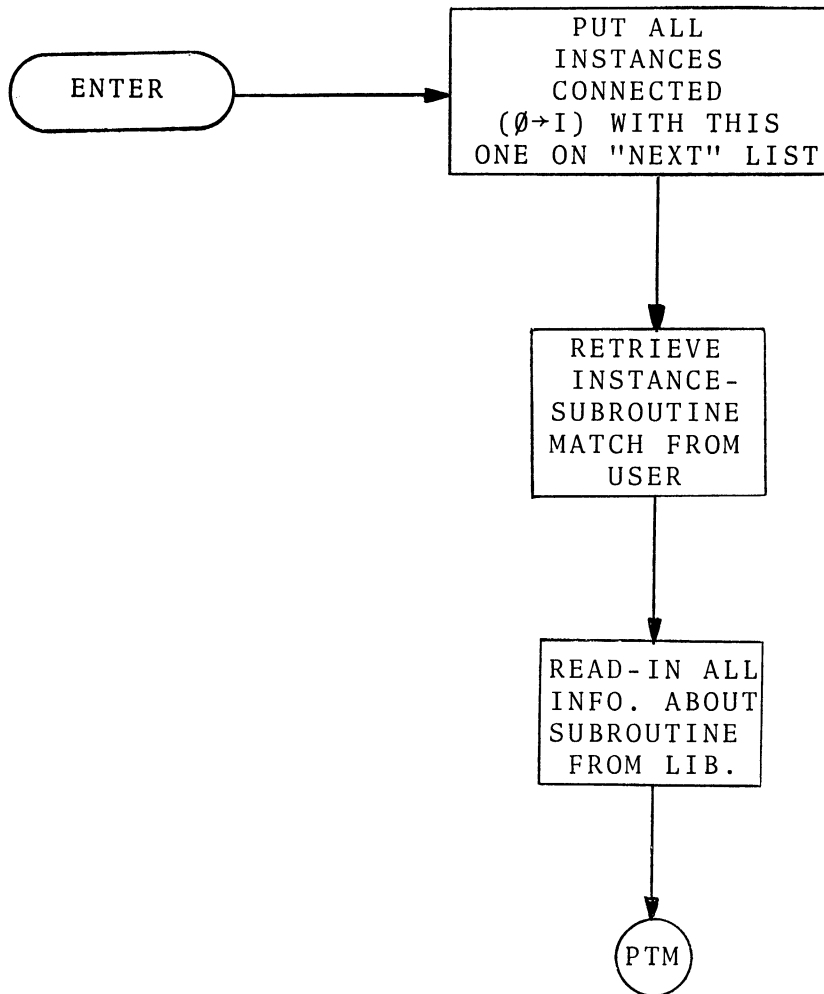 ENTER
PUT ALL
INSTANCES
CONNECTED
(Ø→I) WITH THIS
ONE ON "NEXT" LIST
RETRIEVE
INSTANCE-
SUBROUTINE
MATCH FROM
USER
READ-IN ALL
INFO. ABOUT
SUBROUTINE
FROM LIB.
PTM